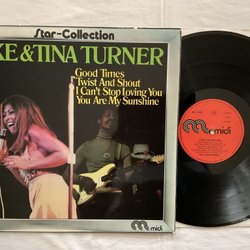 Star-Collection
KE & TINA TURNER
Good Times
Twist And Shout
I Can't Stop Loving You
You Are My Sunshine
midi
midi